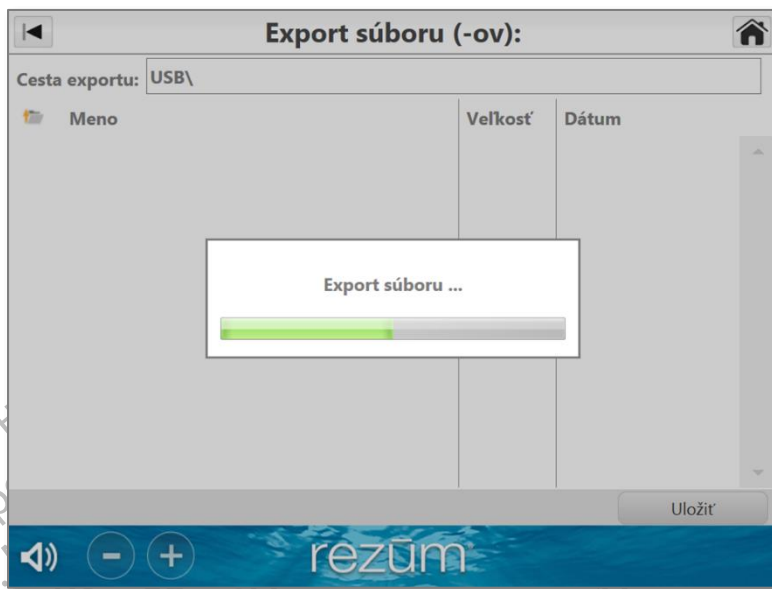 Export súboru (-ov):
Cesta exportu: USB\
Meno Veľkosť Dátum
Export súboru ...
Uložiť
- +
rezūm